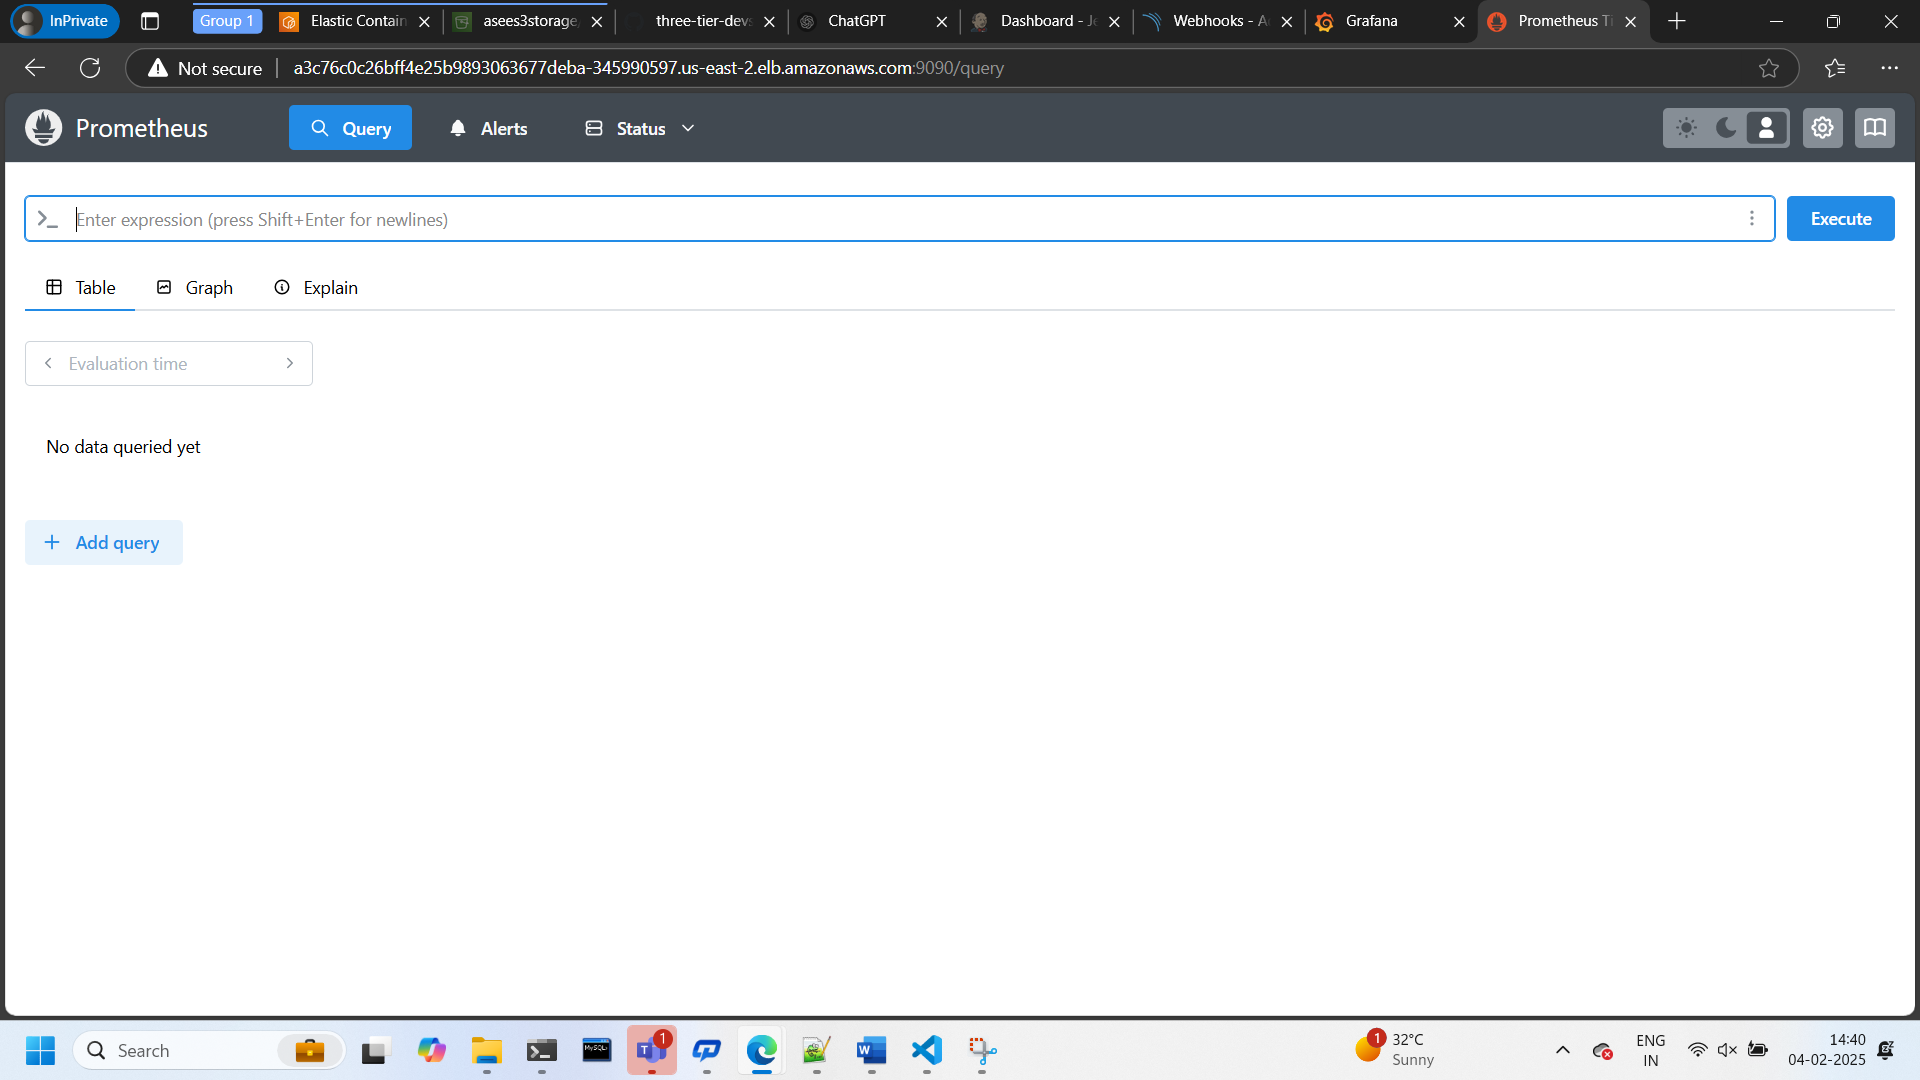 InPrivate
Group 1
Elastic Contain
asees3storage
three-tier-devs
ChatGPT
Dashboard - Je
Webhooks - A
Grafana
Prometheus Ti
Not secure
a3c76c0c26bff4e25b9893063677deba-345990597.us-east-2.elb.amazonaws.com:9090/query
Prometheus
Query
Alerts
Status
>_ Enter expression (press Shift+Enter for newlines)
Execute
Table
Graph
Explain
Evaluation time
No data queried yet
+ Add query
Search
MySQL
1
1
32°C
Sunny
ENG
IN
14:40
04-02-2025